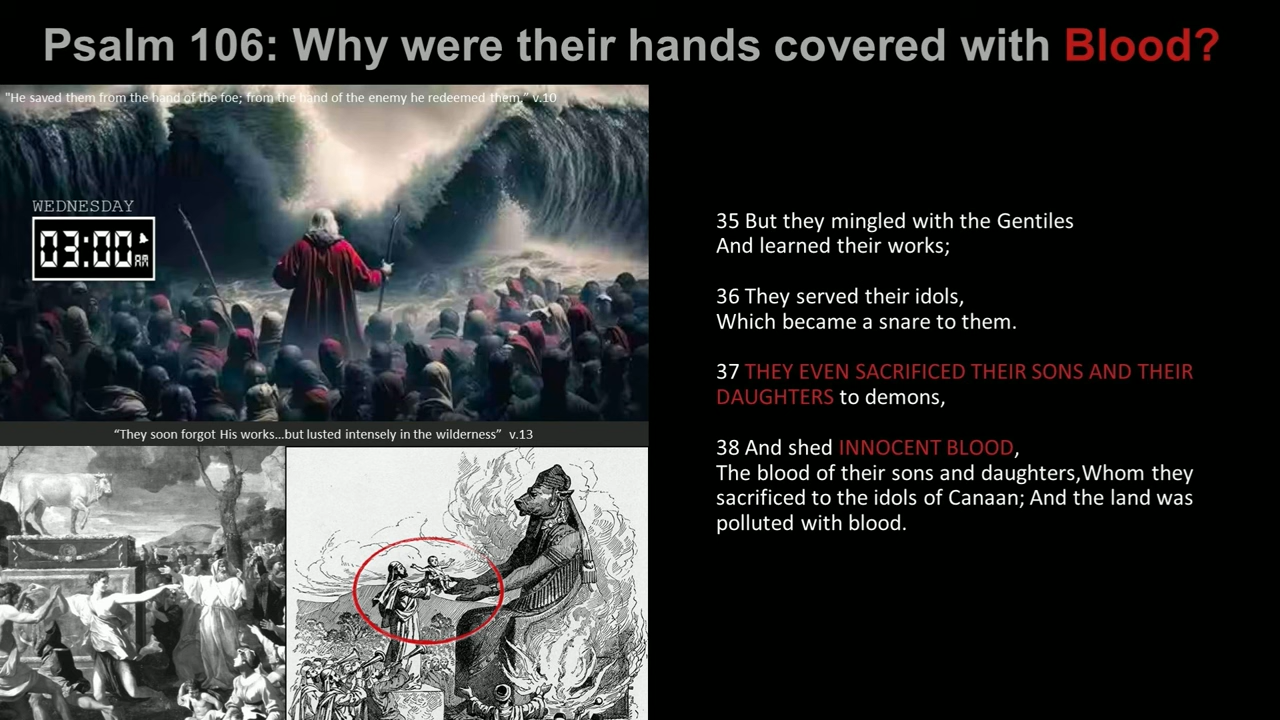 Psalm 106: Why were their hands covered with Blood?
"He saved them from the hand of the foe; from the hand of the enemy he redeemed them," v.10
WEDNESDAY
03:00 AM
“They soon forgot His works...but lusted intensely in the wilderness” v.13
35 But they mingled with the Gentiles
And learned their works;
36 They served their idols,
Which became a snare to them.
37 THEY EVEN SACRIFICED THEIR SONS AND THEIR
DAUGHTERS to demons,
38 And shed INNOCENT BLOOD,
The blood of their sons and daughters,Whom they
sacrificed to the idols of Canaan; And the land was
polluted with blood.